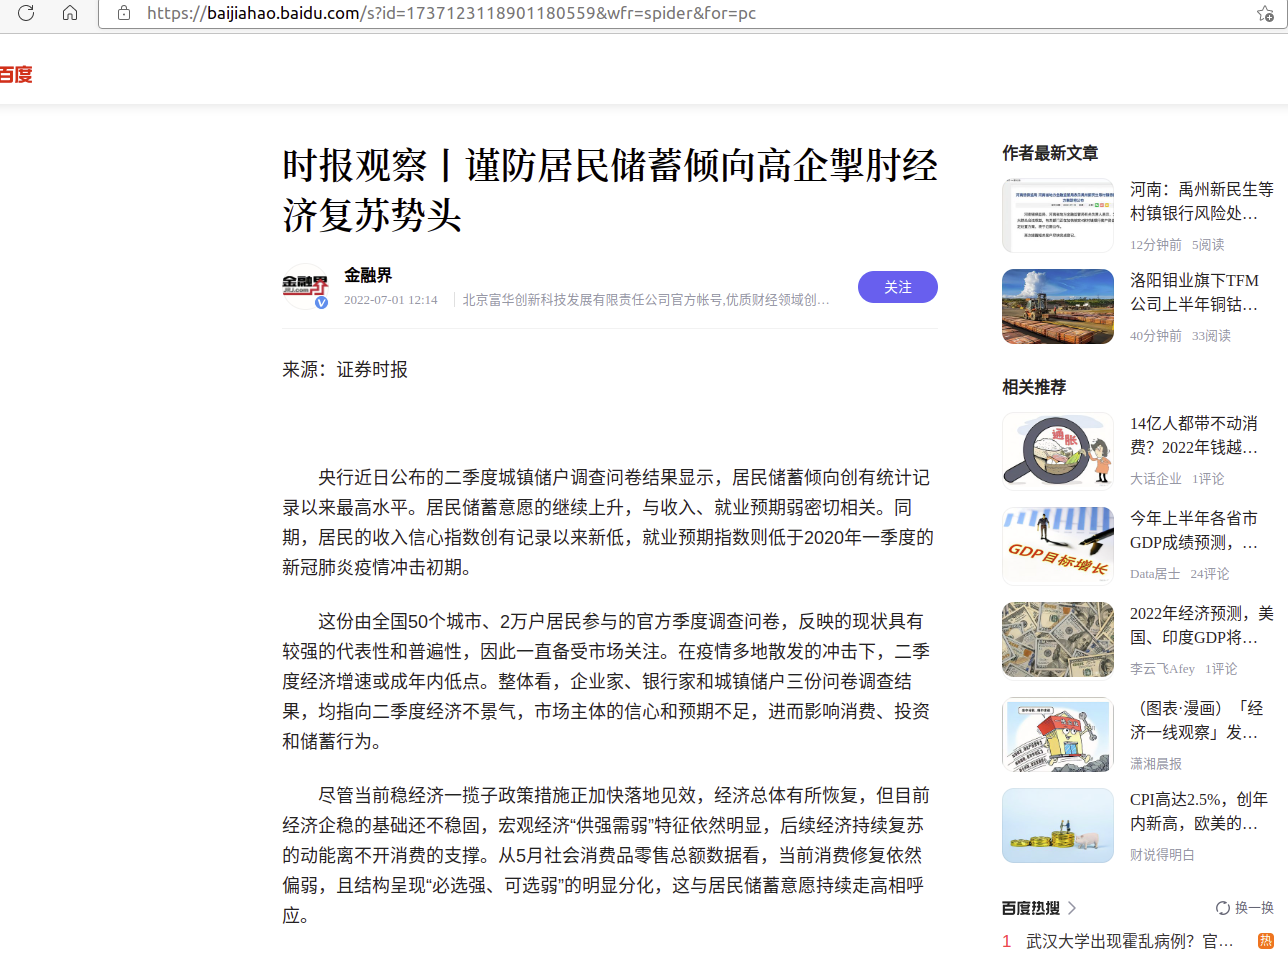 https://baijiahao.baidu.com/s?id=1737123118901180559&wfr=spider&for=pc
百度
时报观察丨谨防居民储蓄倾向高企掣肘经
济复苏势头
金融界
JRJ.com
2022-07-01 12:14
北京富华创新科技发展有限责任公司官方帐号,优质财经领域创…
关注
来源：证券时报
央行近日公布的二季度城镇储户调查问卷结果显示，居民储蓄倾向创有统计记
录以来最高水平。居民储蓄意愿的继续上升，与收入、就业预期弱密切相关。同
期，居民的收入信心指数创有记录以来新低，就业预期指数则低于2020年一季度的
新冠肺炎疫情冲击初期。
这份由全国50个城市、2万户居民参与的官方季度调查问卷，反映的现状具有
较强的代表性和普遍性，因此一直备受市场关注。在疫情多地散发的冲击下，二季
度经济增速或成年内低点。整体看，企业家、银行家和城镇储户三份问卷调查结
果，均指向二季度经济不景气，市场主体的信心和预期不足，进而影响消费、投资
和储蓄行为。
尽管当前稳经济一揽子政策措施正加快落地见效，经济总体有所恢复，但目前
经济企稳的基础还不稳固，宏观经济“供强需弱”特征依然明显，后续经济持续复苏
的动能离不开消费的支撑。从5月社会消费品零售总额数据看，当前消费修复依然
偏弱，且结构呈现“必选强、可选弱”的明显分化，这与居民储蓄意愿持续走高相呼
应。
作者最新文章
河南：禹州新民生等
村镇银行风险处…
12分钟前 5阅读
洛阳钼业旗下TFM
公司上半年铜钴…
40分钟前 33阅读
相关推荐
通胀
14亿人都带不动消
费？2022年钱越…
大话企业 1评论
GDP目标增长
今年上半年各省市
GDP成绩预测，…
Data居士 24评论
2022年经济预测，美
国、印度GDP将…
李云飞Afey 1评论
（图表·漫画）「经
济一线观察」发…
潇湘晨报
CPI高达2.5%，创年
内新高，欧美的…
财说得明白
百度热搜
换一换
1 武汉大学出现霍乱病例？官… 热